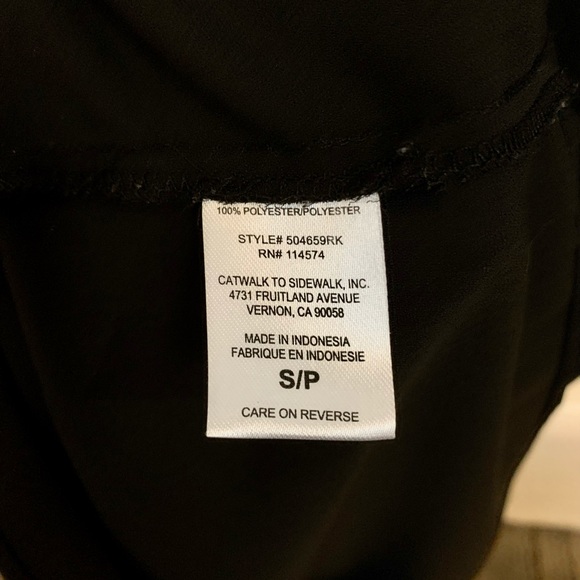 100% POLYESTER/POLYESTER
STYLE# 504659RK
RN# 114574
CATWALK TO SIDEWALK, INC.
4731 FRUITLAND AVENUE
VERNON, CA 90058
MADE IN INDONESIA
FABRIQUE EN INDONESIE
S/P
CARE ON REVERSE